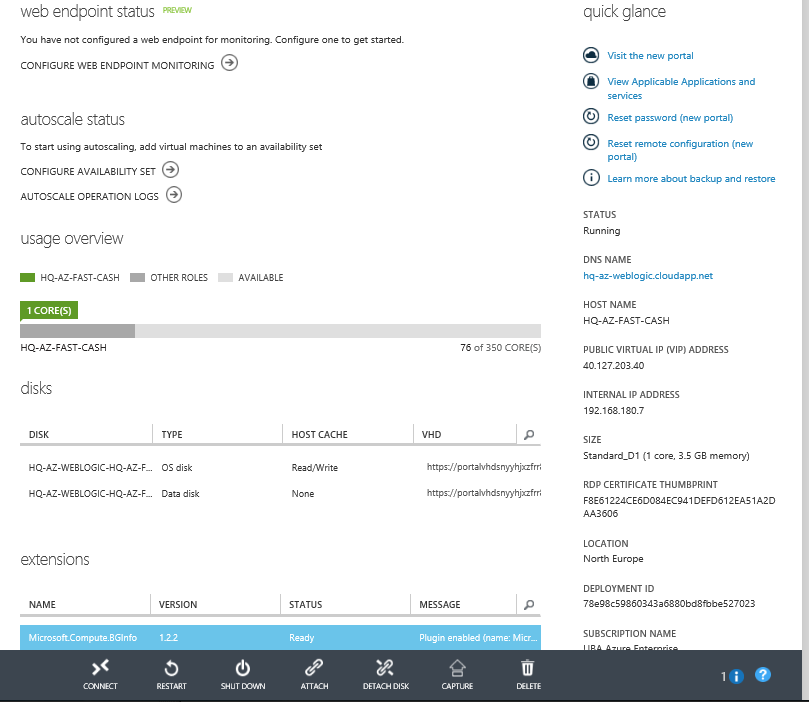 web endpoint status PREVIEW
You have not configured a web endpoint for monitoring. Configure one to get started.
CONFIGURE WEB ENDPOINT MONITORING
autoscale status
To start using autoscaling, add virtual machines to an availability set
CONFIGURE AVAILABILITY SET
AUTOSCALE OPERATION LOGS
usage overview
HQ-AZ-FAST-CASH OTHER ROLES AVAILABLE
1 CORE(S)
HQ-AZ-FAST-CASH 76 of 350 CORE(S)
disks
DISK TYPE HOST CACHE VHD
HQ-AZ-WEBLOGIC-HQ-AZ-F... OS disk Read/Write https://portalvhdsnyyhjxzfrr
HQ-AZ-WEBLOGIC-HQ-AZ-F... Data disk None https://portalvhdsnyyhjxzfrr
extensions
NAME VERSION STATUS MESSAGE
Microsoft.Compute.BGInfo 1.2.2 Ready Plugin enabled (name: Micr...
quick glance
Visit the new portal
View Applicable Applications and
services
Reset password (new portal)
Reset remote configuration (new
portal)
Learn more about backup and restore
STATUS
Running
DNS NAME
hq-az-weblogic.cloudapp.net
HOST NAME
HQ-AZ-FAST-CASH
PUBLIC VIRTUAL IP (VIP) ADDRESS
40.127.203.40
INTERNAL IP ADDRESS
192.168.180.7
SIZE
Standard_D1 (1 core, 3.5 GB memory)
RDP CERTIFICATE THUMBPRINT
F8E61224CE6D084EC941DEFD612EA51A2D
AA3606
LOCATION
North Europe
DEPLOYMENT ID
78e98c59860343a6880bd8fbbe527023
SUBSCRIPTION NAME
UBA Azure Enterprise
CONNECT RESTART SHUT DOWN ATTACH DETACH DISK CAPTURE DELETE
1